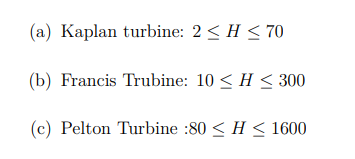 (a) Kaplan turbine: 2 ≤ H ≤ 70
(b) Francis Trubine: 10 ≤ H ≤ 300
(c) Pelton Turbine :80 ≤ H ≤ 1600